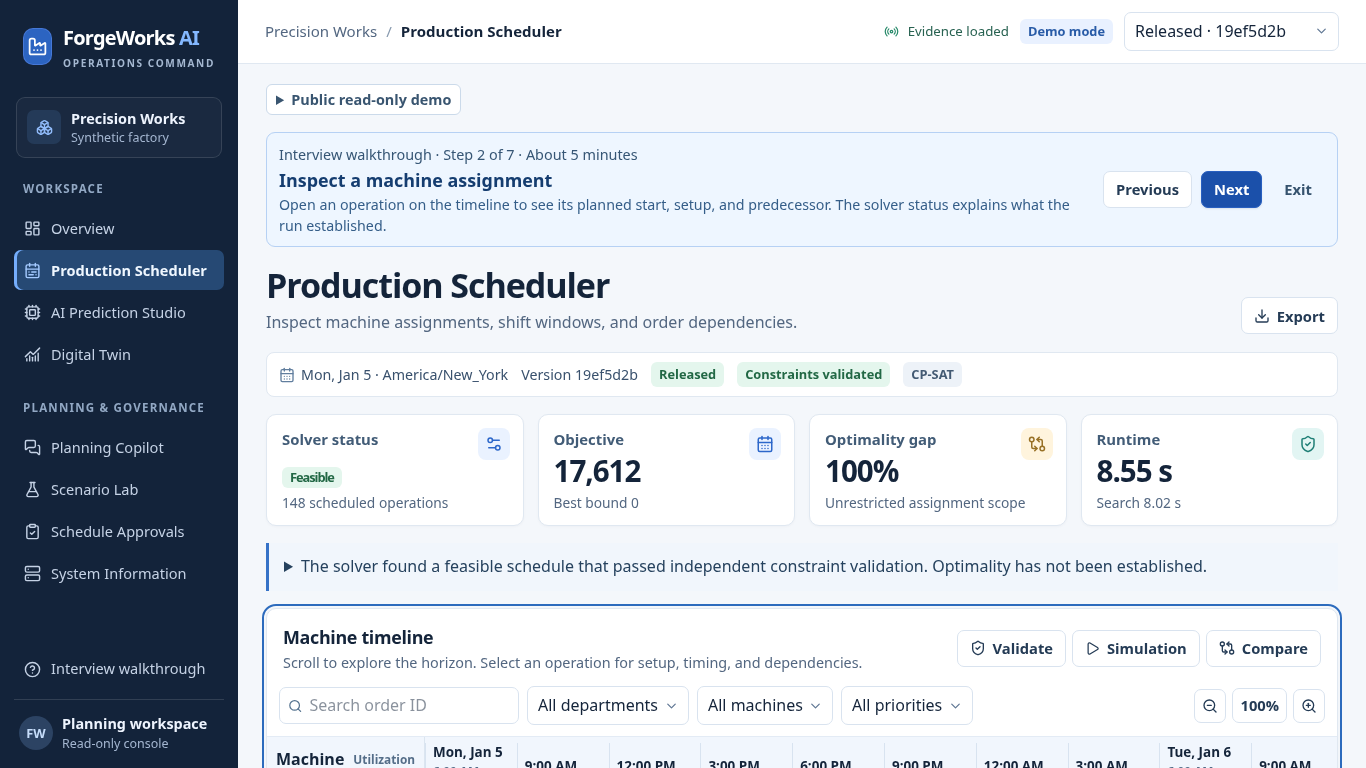 ForgeWorks AI
OPERATIONS COMMAND
Precision Works
Synthetic factory
WORKSPACE
Overview
Production Scheduler
AI Prediction Studio
Digital Twin
PLANNING & GOVERNANCE
Planning Copilot
Scenario Lab
Schedule Approvals
System Information
Interview walkthrough
FW
Planning workspace
Read-only console
Precision Works / Production Scheduler
Evidence loaded
Demo mode
Released · 19ef5d2b
Public read-only demo
Interview walkthrough · Step 2 of 7 · About 5 minutes
Inspect a machine assignment
Open an operation on the timeline to see its planned start, setup, and predecessor. The solver status explains what the
run established.
Previous
Next
Exit
Production Scheduler
Inspect machine assignments, shift windows, and order dependencies.
Export
Mon, Jan 5 · America/New_York Version 19ef5d2b Released Constraints validated CP-SAT
Solver status
Feasible
148 scheduled operations
Objective
17,612
Best bound 0
Optimality gap
100%
Unrestricted assignment scope
Runtime
8.55 s
Search 8.02 s
The solver found a feasible schedule that passed independent constraint validation. Optimality has not been established.
Machine timeline
Scroll to explore the horizon. Select an operation for setup, timing, and dependencies.
Validate
Simulation
Compare
Search order ID
All departments
All machines
All priorities
100%
Machine Utilization
Mon, Jan 5
9:00 AM
12:00 PM
3:00 PM
6:00 PM
9:00 PM
12:00 AM
3:00 AM
Tue, Jan 6
9:00 AM